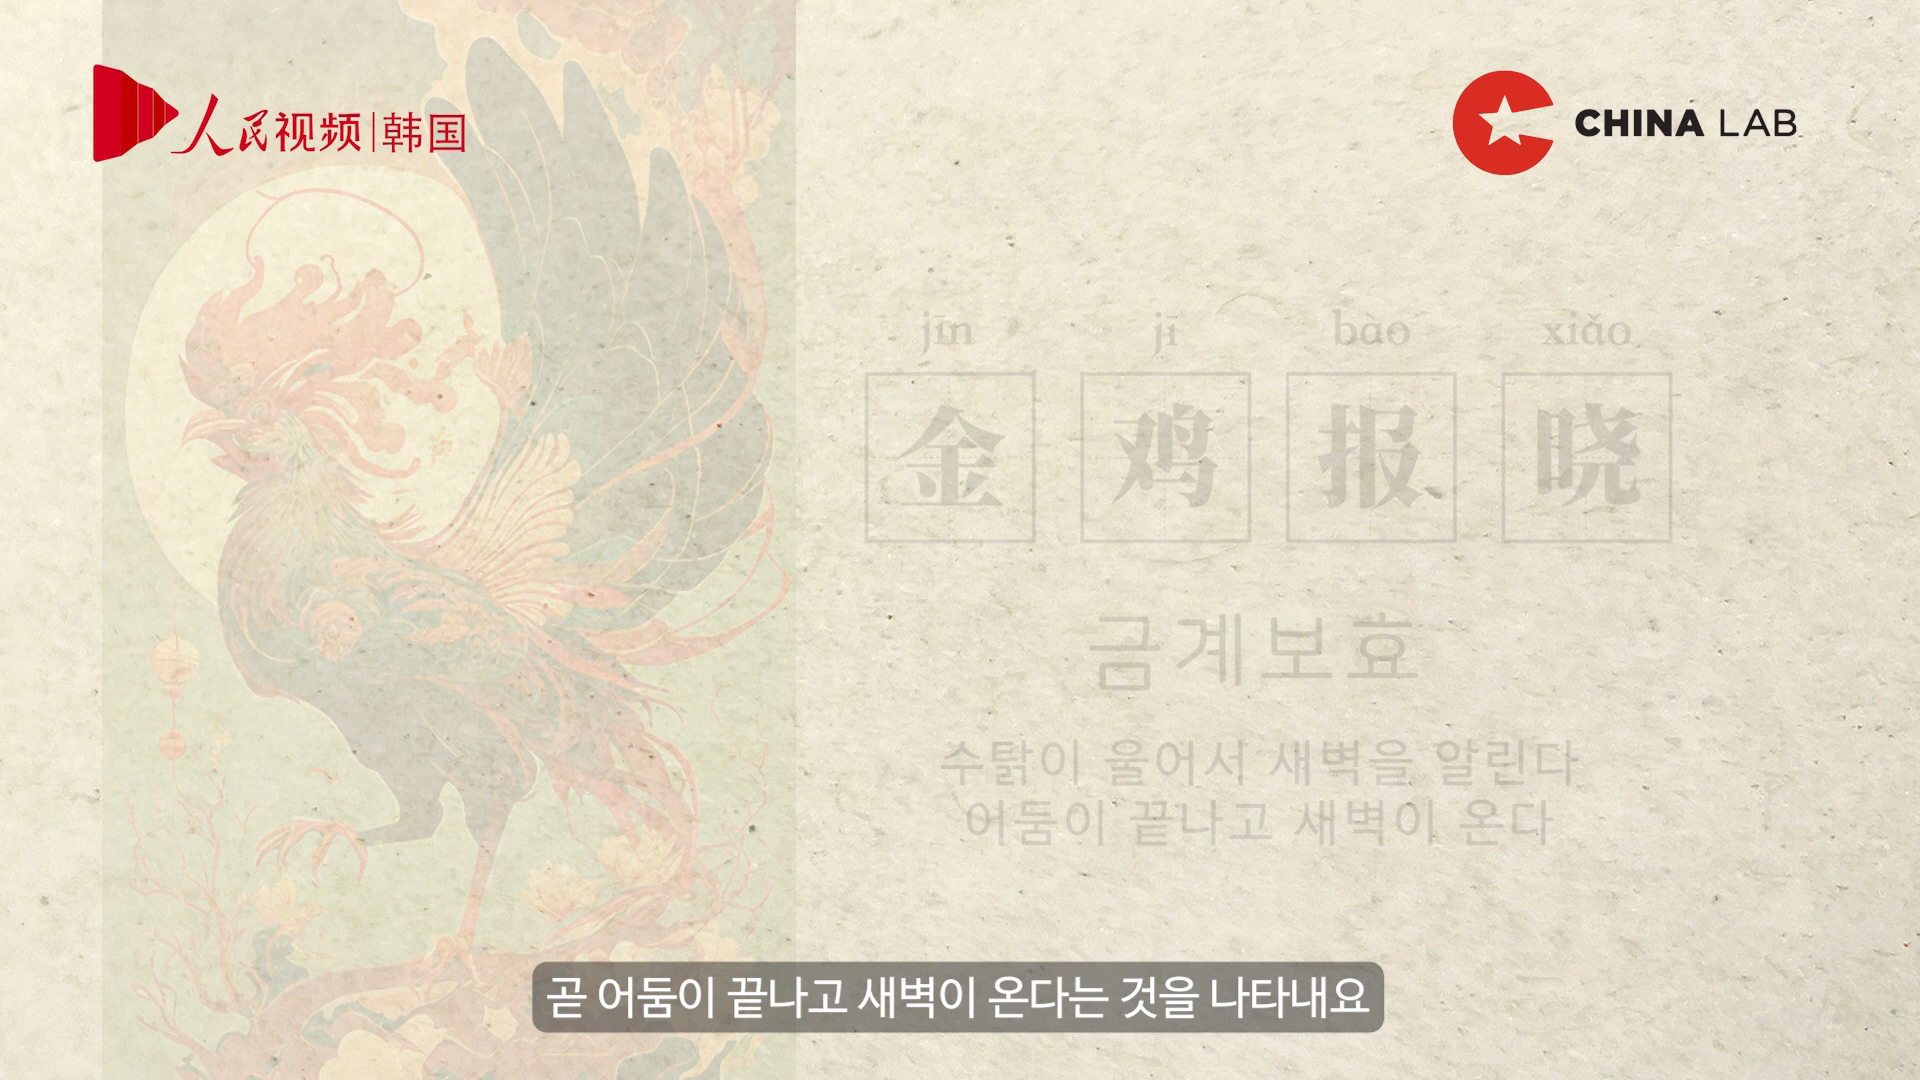 人民视频|韩国
CHINA LAB
jīn jī bào xiǎo
金鸡报晓
금계보효
수탉이 울어서 새벽을 알린다
어둠이 끝나고 새벽이 온다
곧 어둠이 끝나고 새벽이 온다는 것을 나타내요